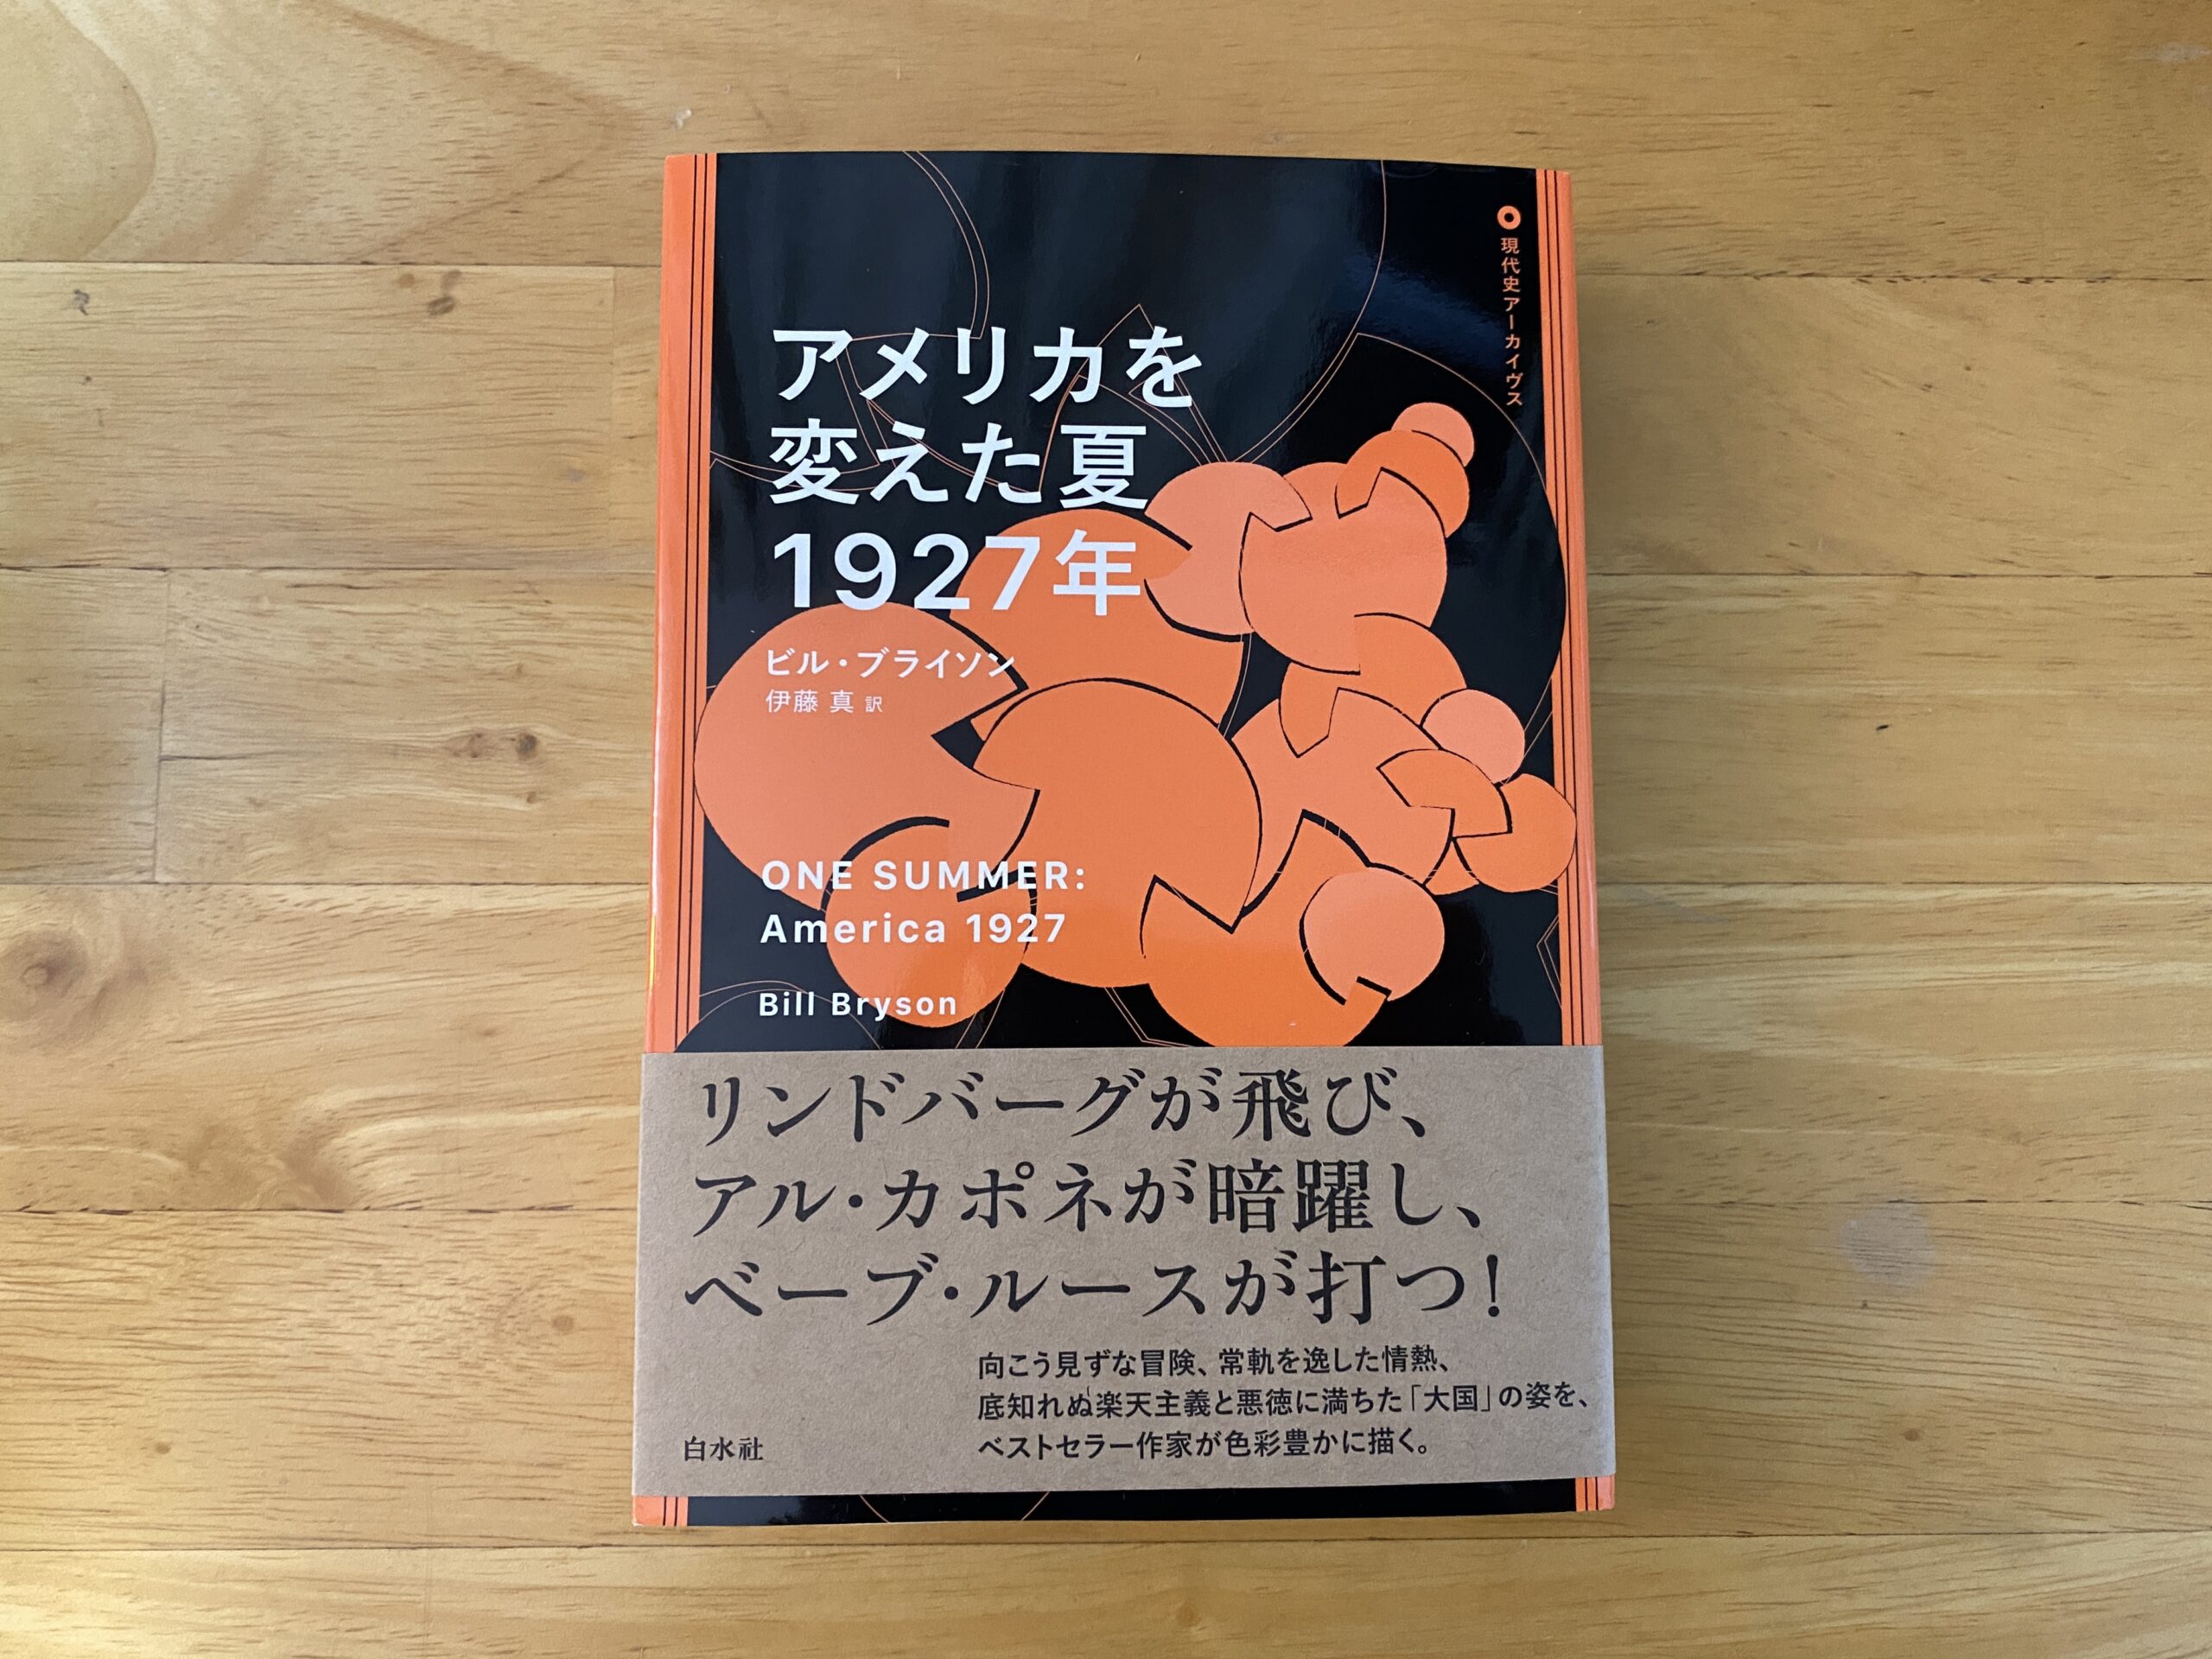 現代史アーカイヴス
アメリカを
変えた夏
1927年
ビル・ブライソン
伊藤 真 訳
ONE SUMMER:
America 1927
Bill Bryson
リンドバーグが飛び、
アル・カポネが暗躍し、
ベーブ・ルースが打つ!
向こう見ずな冒険、常軌を逸した情熱、
底知れぬ楽天主義と悪徳に満ちた「大国」の姿を、
ベストセラー作家が色彩豊かに描く。
白水社